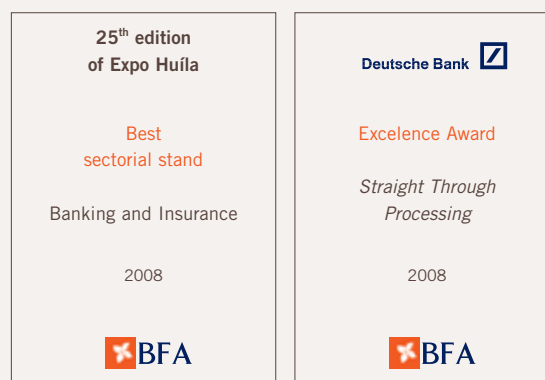 25th edition
of Expo Huíla
Best
sectorial stand
Banking and Insurance
2008
BFA
Deutsche Bank
Excelence Award
Straight Through
Processing
2008
BFA